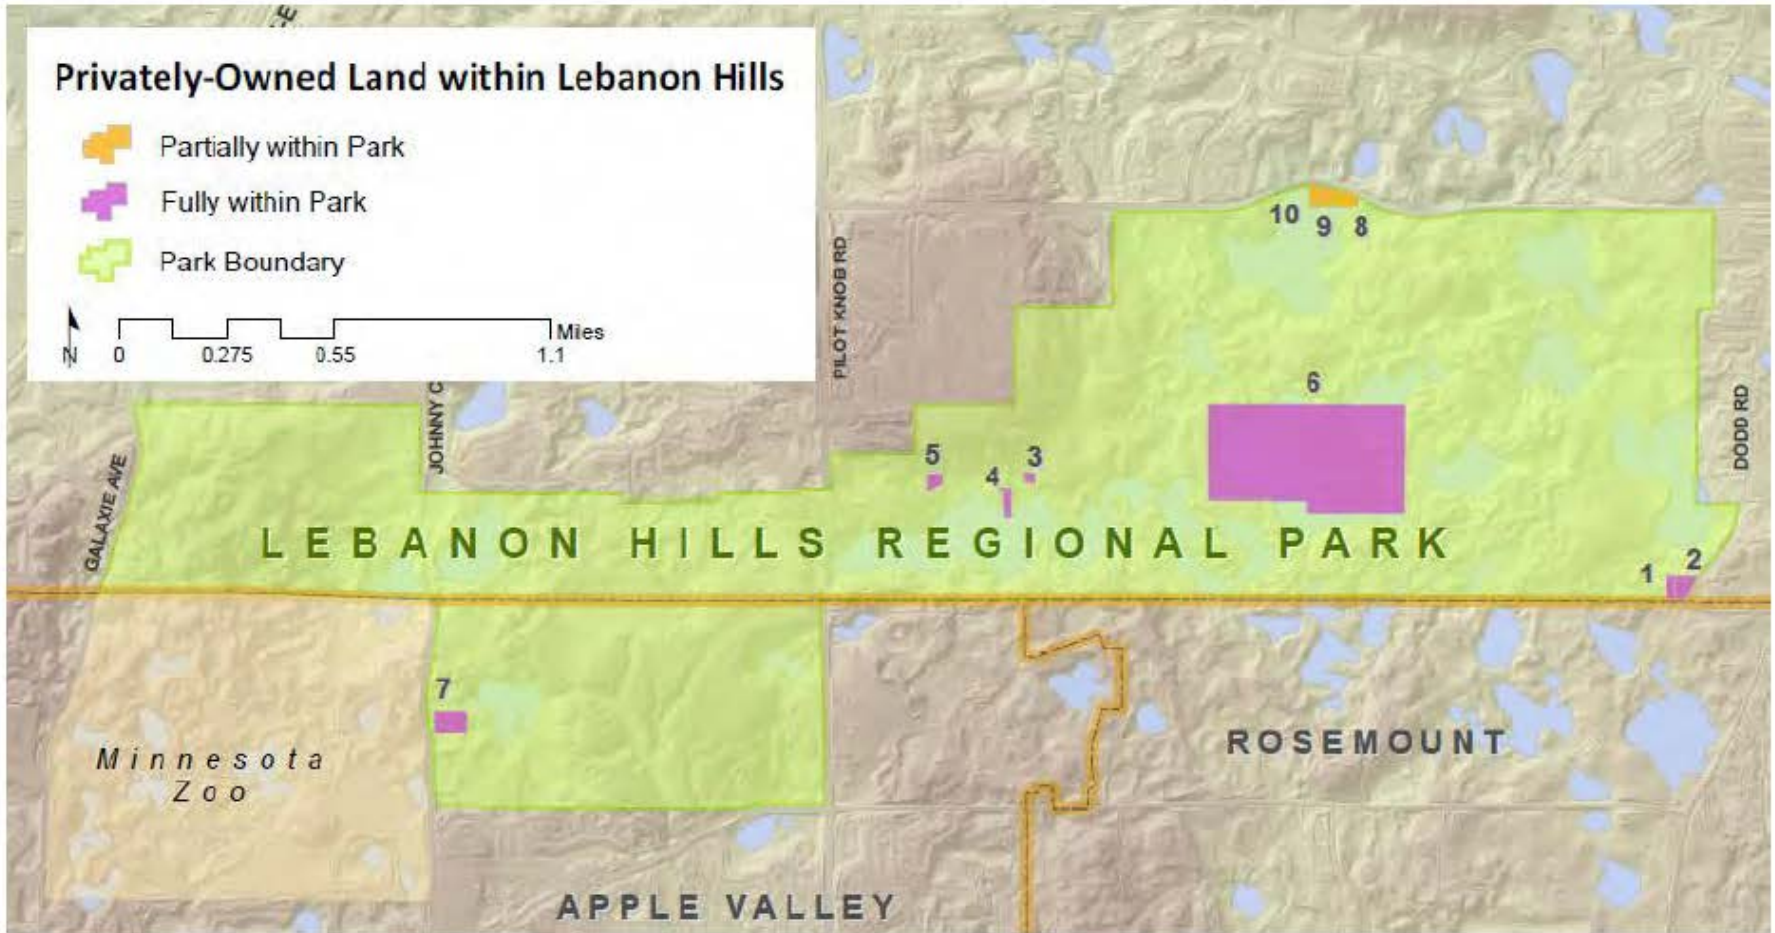 Privately-Owned Land within Lebanon Hills
Partially within Park
Fully within Park
Park Boundary
N
0 0.275 0.55 1.1 Miles
PILOT KNOB RD
JOHNNY C
GALAXIE AVE
DODD RD
10 9 8
6
5
4
3
LEBANON HILLS REGIONAL PARK
1
2
7
Minnesota
Zoo
ROSEMOUNT
APPLE VALLEY